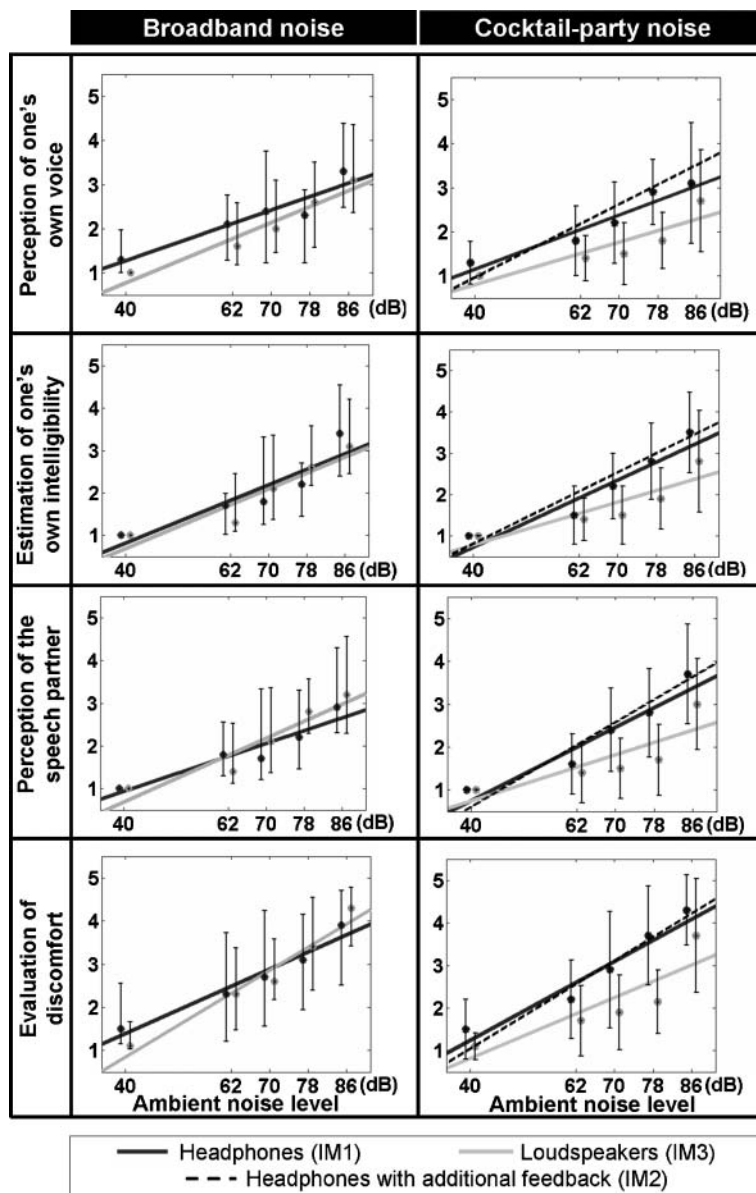 Broadband noise
Cocktail-party noise
Perception of one's
own voice
5
4
3
2
1
40 62 70 78 86 (dB)
5
4
3
2
1
40 62 70 78 86 (dB)
Estimation of one's
own intelligibility
5
4
3
2
1
40 62 70 78 86 (dB)
5
4
3
2
1
40 62 70 78 86 (dB)
Perception of the
speech partner
5
4
3
2
1
40 62 70 78 86 (dB)
5
4
3
2
1
40 62 70 78 86 (dB)
Evaluation of
discomfort
5
4
3
2
1
40 62 70 78 86 (dB)
Ambient noise level
5
4
3
2
1
40 62 70 78 86 (dB)
Ambient noise level
Headphones (IM1)
Loudspeakers (IM3)
Headphones with additional feedback (IM2)